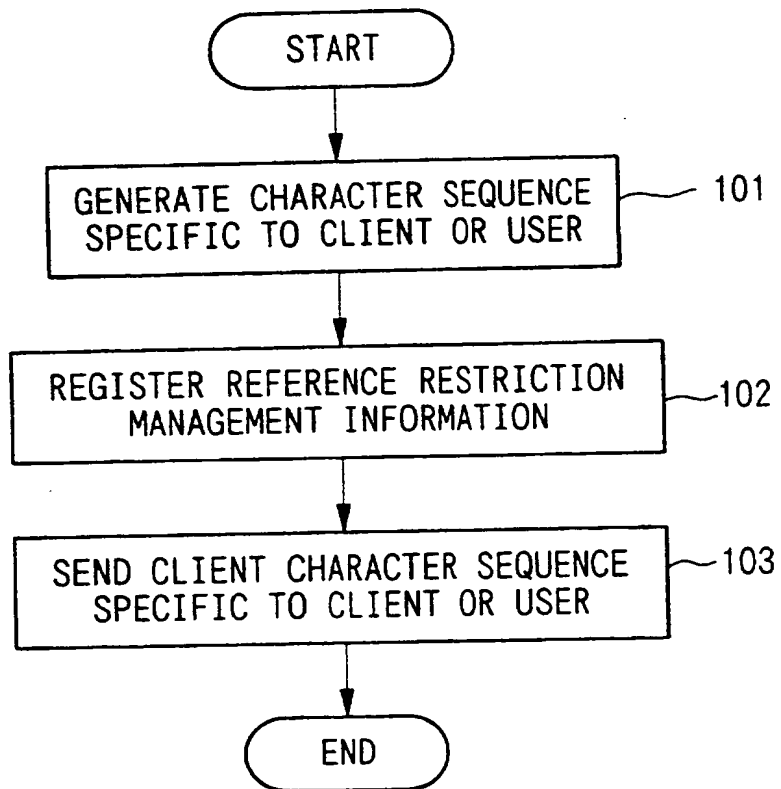 START
GENERATE CHARACTER SEQUENCE
SPECIFIC TO CLIENT OR USER
101
REGISTER REFERENCE RESTRICTION
MANAGEMENT INFORMATION
102
SEND CLIENT CHARACTER SEQUENCE
SPECIFIC TO CLIENT OR USER
103
END